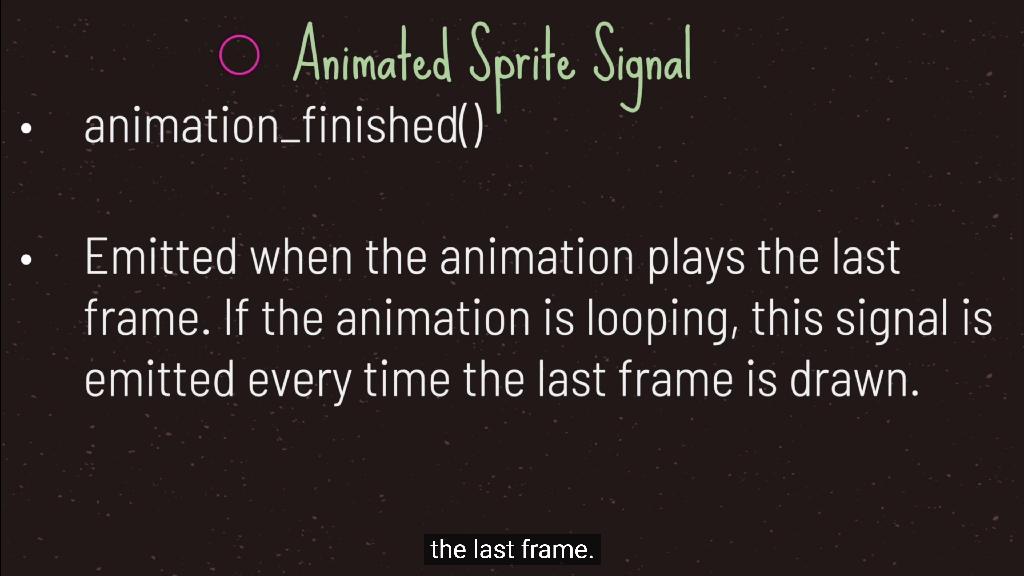 Animated Sprite Signal
• animation_finished()
• Emitted when the animation plays the last
frame. If the animation is looping, this signal is
emitted every time the last frame is drawn.
the last frame.